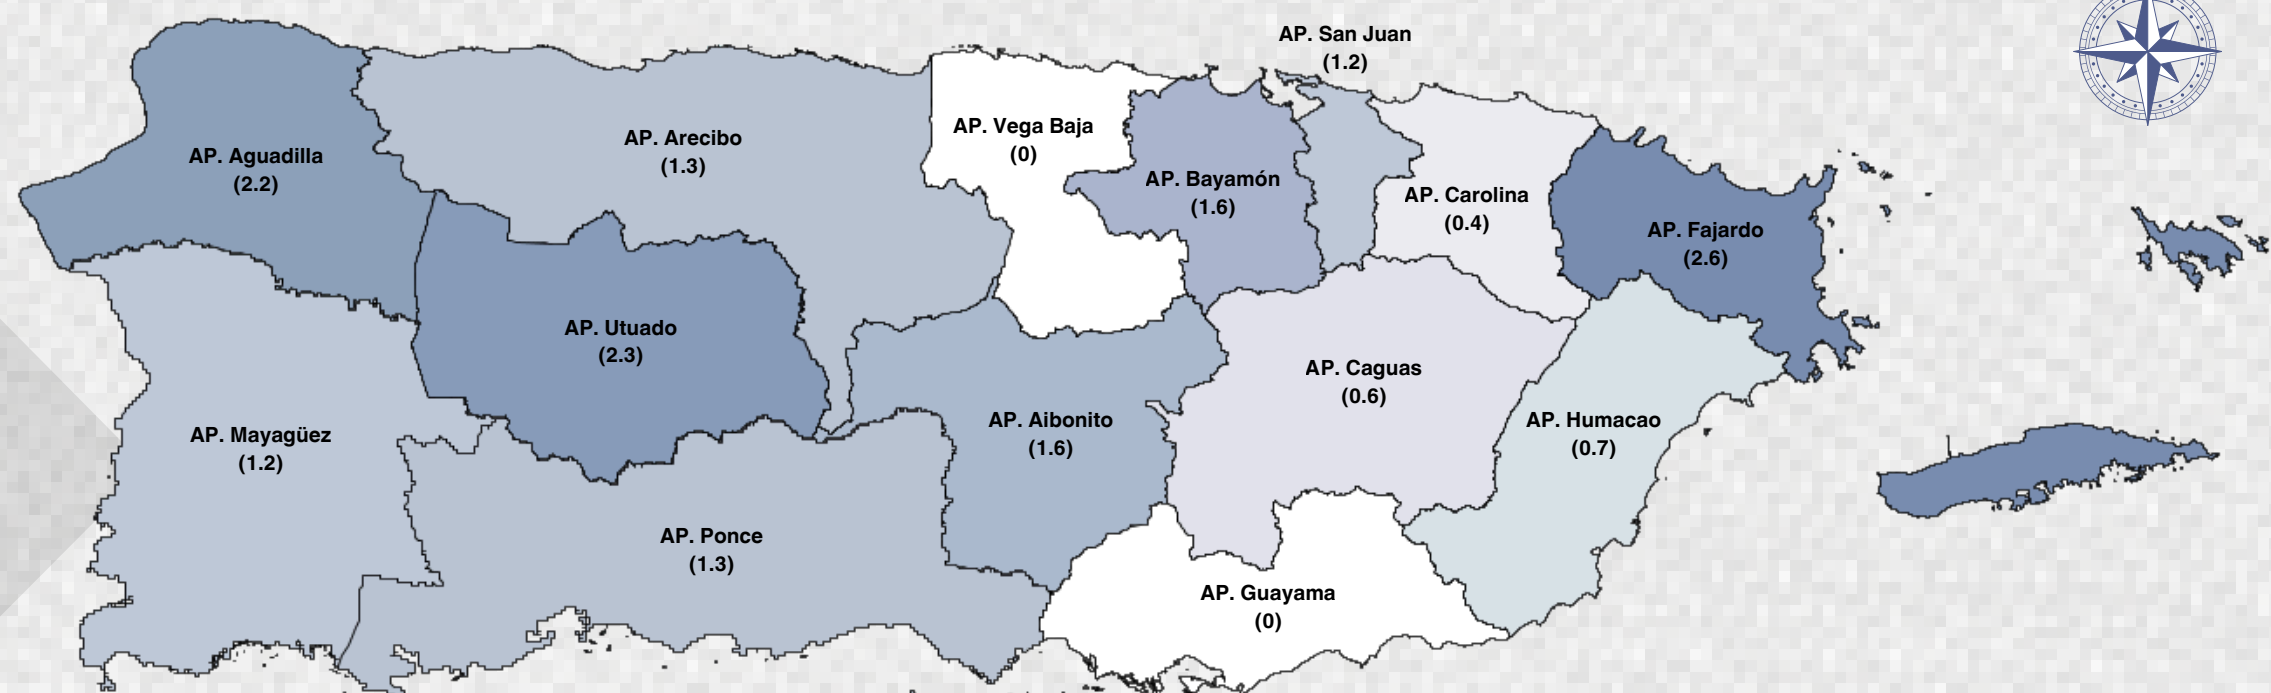 AP. San Juan
(1.2)
AP. Vega Baja
(0)
AP. Arecibo
(1.3)
AP. Aguadilla
(2.2)
AP. Bayamón
(1.6)
AP. Carolina
(0.4)
AP. Fajardo
(2.6)
AP. Utuado
(2.3)
AP. Caguas
(0.6)
AP. Aibonito
(1.6)
AP. Humacao
(0.7)
AP. Mayagüez
(1.2)
AP. Ponce
(1.3)
AP. Guayama
(0)